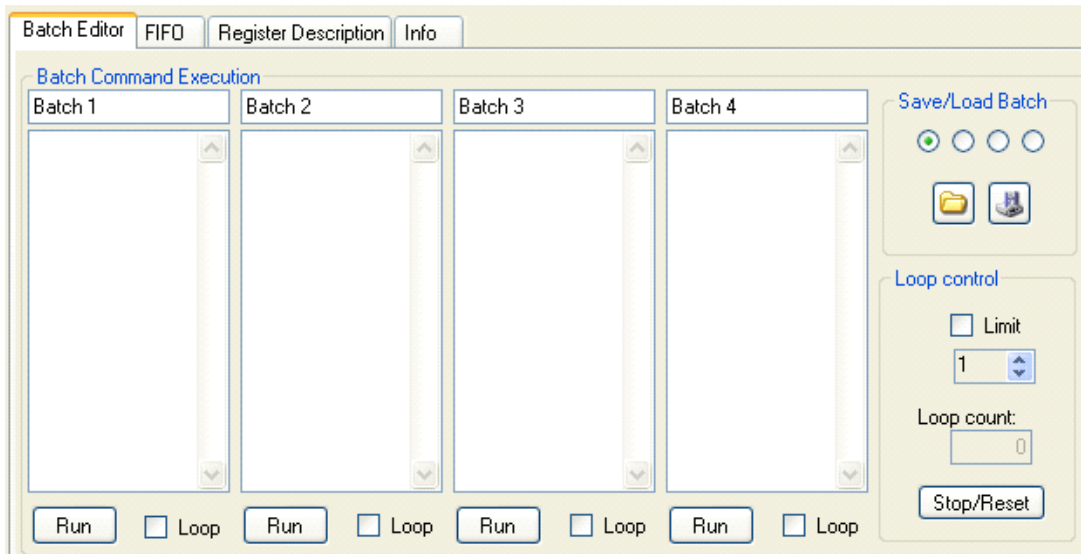 Batch Editor FIFO Register Description Info
Batch Command Execution
Batch 1 Batch 2 Batch 3 Batch 4
Save/Load Batch
Loop control
Limit
1
Loop count:
0
Stop/Reset
Run Loop Run Loop Run Loop Run Loop